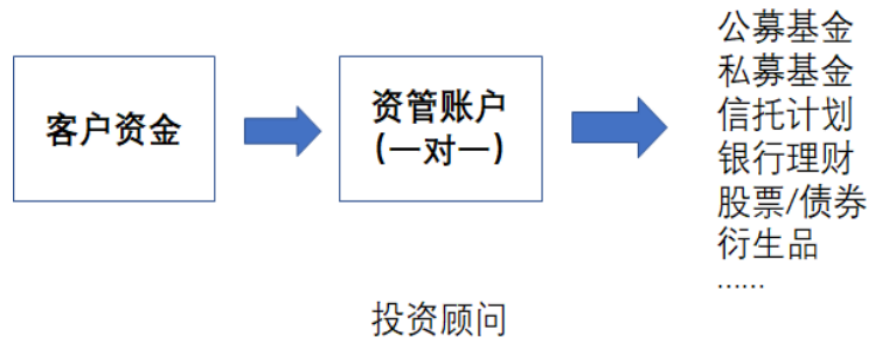 客户资金
资管账户
(一对一)
公募基金
私募基金
信托计划
银行理财
股票/债券
衍生品
……
投资顾问